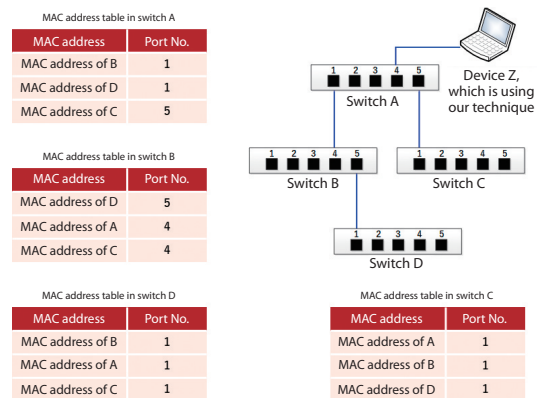 MAC address table in switch A
MAC address Port No.
MAC address of B 1
MAC address of D 1
MAC address of C 5
1 2 3 4 5
Switch A
Device Z,
which is using
our technique
MAC address table in switch B
MAC address Port No.
MAC address of D 5
MAC address of A 4
MAC address of C 4
1 2 3 4 5
Switch B
1 2 3 4 5
Switch C
1 2 3 4 5
Switch D
MAC address table in switch D
MAC address Port No.
MAC address of B 1
MAC address of A 1
MAC address of C 1
MAC address table in switch C
MAC address Port No.
MAC address of A 1
MAC address of B 1
MAC address of D 1